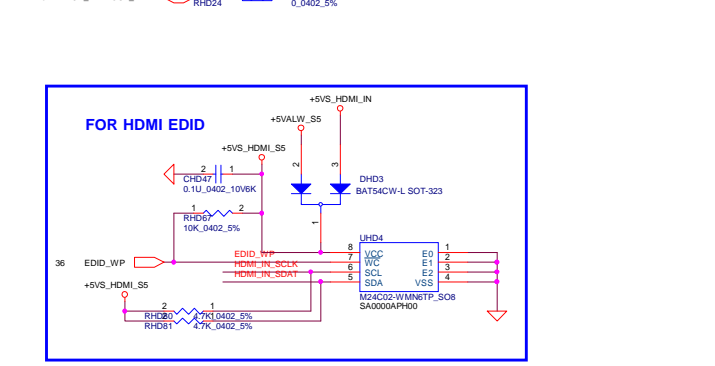 RHD24 0_0402_5%
+5VS_HDMI_IN
FOR HDMI EDID
+5VALW_S5
+5VS_HDMI_S5
2 3
2 1
CHD47
0.1U_0402_10V6K
DHD3
BAT54CW-L SOT-323
1 2
RHD67
10K_0402_5%
1
UHD4
36 EDID_WP
EDID_WP
HDMI_IN_SCLK
HDMI_IN_SDAT
8 VCC E0 1
7 WC E1 2
6 SCL E2 3
5 SDA VSS 4
M24C02-WMN6TP_SO8
SA0000APH00
+5VS_HDMI_S5
2 1
RHD80 4.7K_0402_5%
2 1
RHD81 4.7K_0402_5%